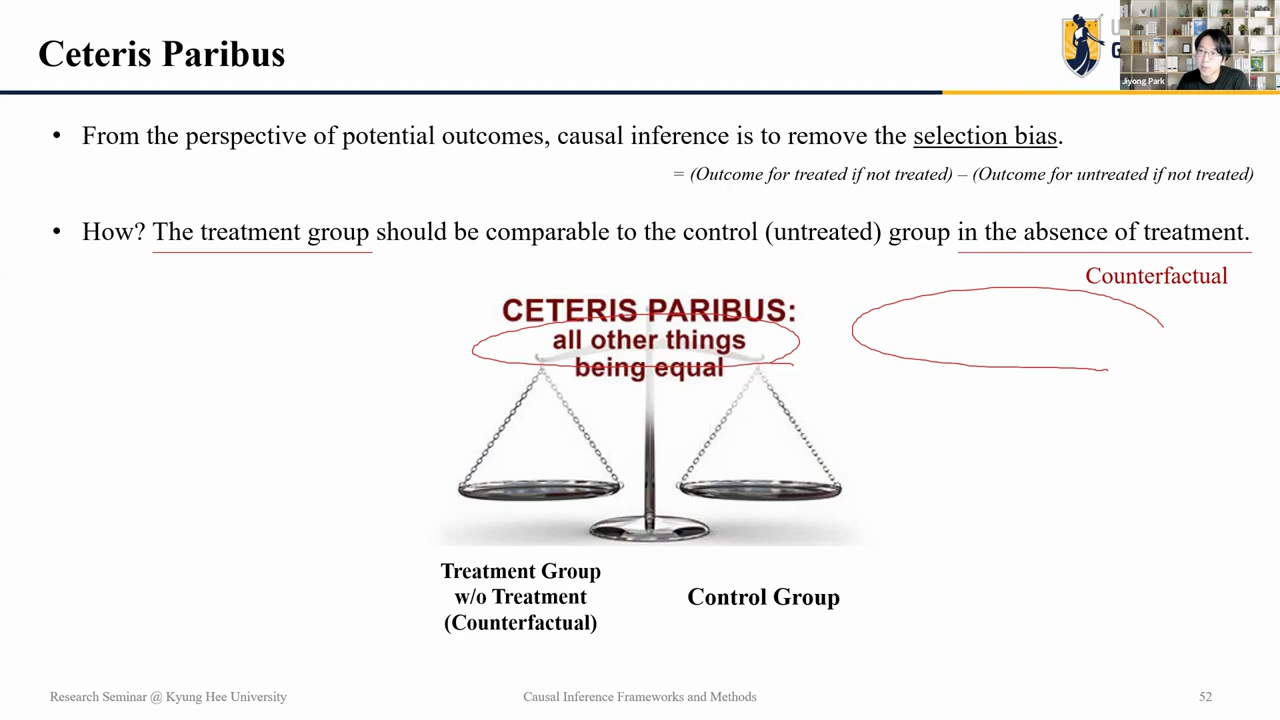 Ceteris Paribus
Jiyong Park
• From the perspective of potential outcomes, causal inference is to remove the selection bias.
= (Outcome for treated if not treated) – (Outcome for untreated if not treated)
• How? The treatment group should be comparable to the control (untreated) group in the absence of treatment.
Counterfactual
CETERIS PARIBUS:
all other things
being equal
Treatment Group
w/o Treatment
(Counterfactual)
Control Group
Research Seminar @ Kyung Hee University
Causal Inference Frameworks and Methods
52